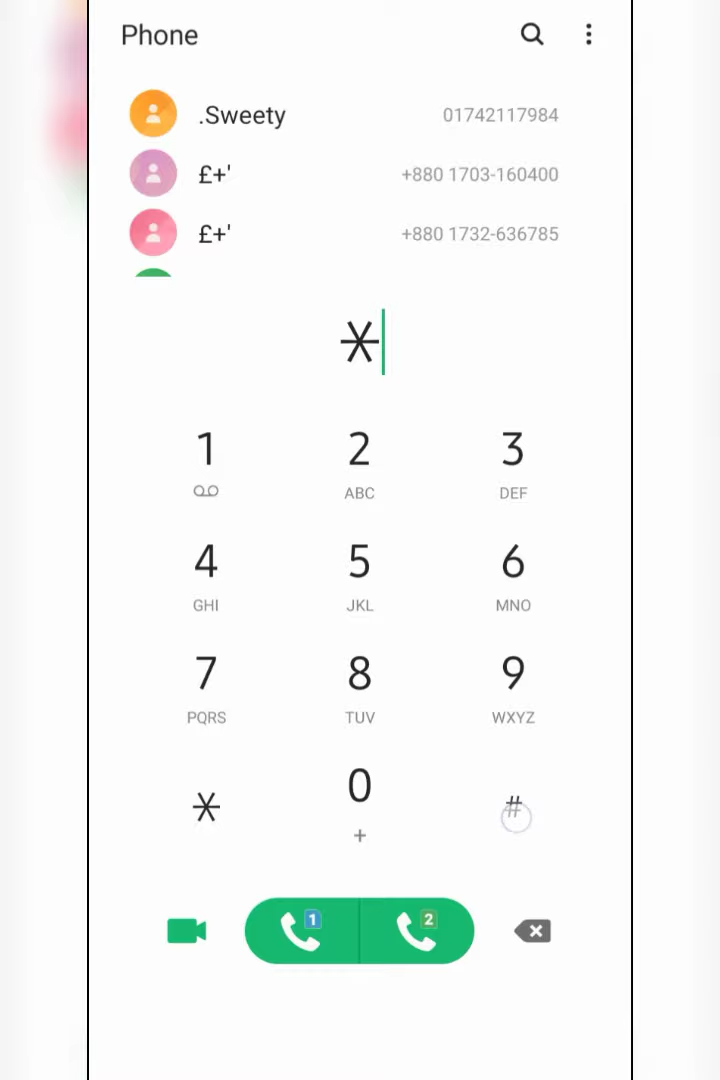 Phone
.Sweety 01742117984
£+' +880 1703-160400
£+' +880 1732-636785
*
1 2 3
ABC DEF
4 5 6
GHI JKL MNO
7 8 9
PQRS TUV WXYZ
* 0 #
+
1 2